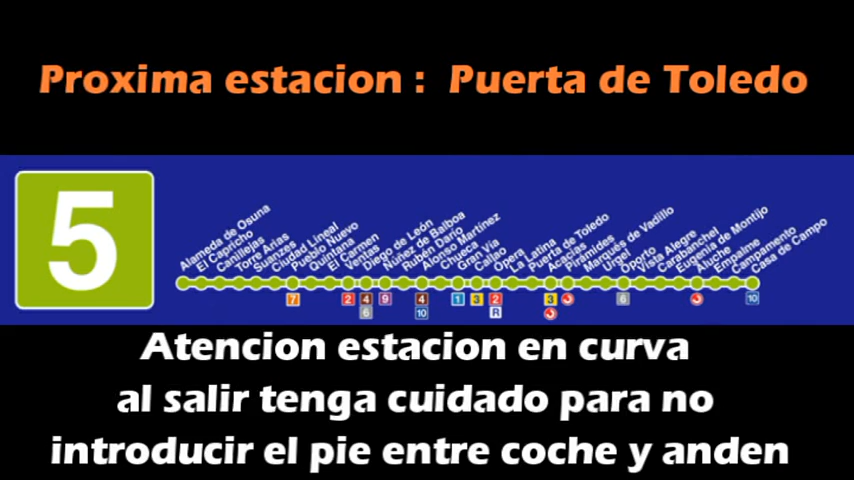 Proxima estacion : Puerta de Toledo
5
Alameda de Osuna
El Capricho
Canillejas
Torre Arias
Suanzes
Ciudad Lineal
Pueblo Nuevo
Quintana
El Carmen
Ventas
Diego de León
Núñez de Balboa
Rubén Darío
Alonso Martínez
Chueca
Gran Vía
Callao
Ópera
La Latina
Puerta de Toledo
Acacias
Pirámides
Marqués de Vadillo
Urgel
Oporto
Vista Alegre
Carabanchel
Eugenia de Montijo
Aluche
Empalme
Campamento
Casa de Campo
7 2 4 9 4 1 3 2 3 6 10
6 10 R
Atencion estacion en curva
al salir tenga cuidado para no
introducir el pie entre coche y anden